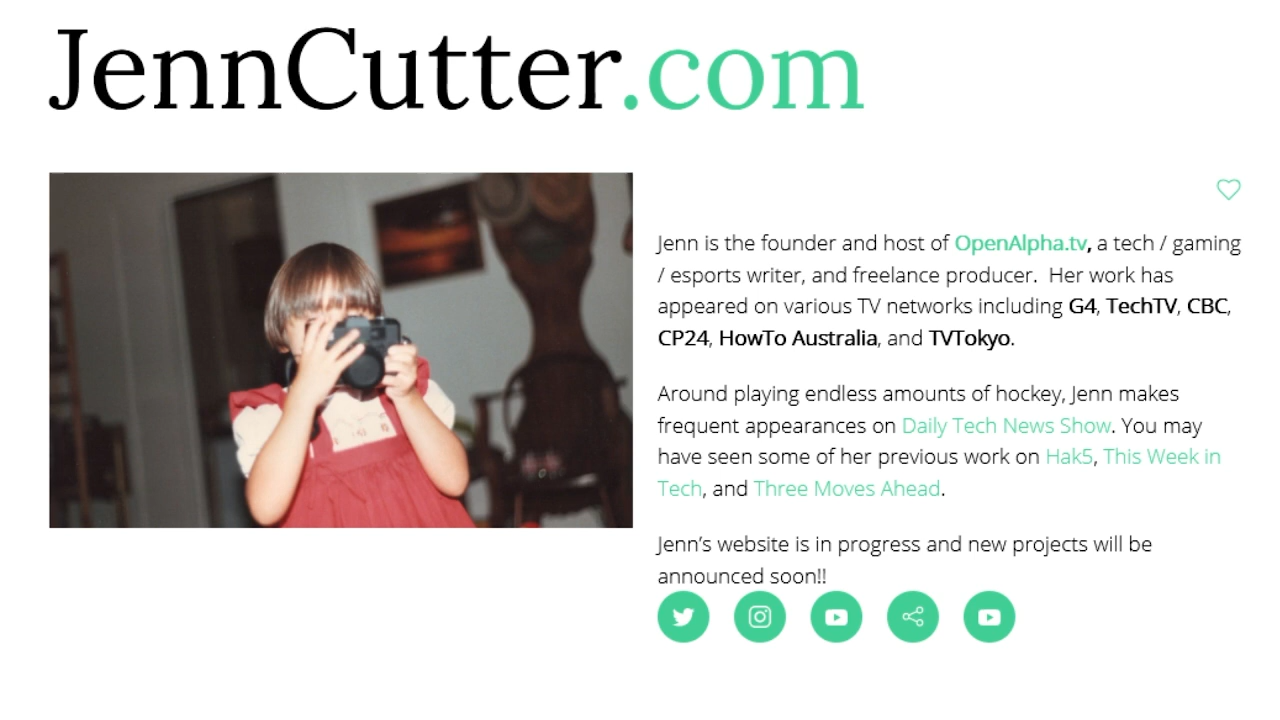 JennCutter.com
Jenn is the founder and host of OpenAlpha.tv, a tech / gaming
/ esports writer, and freelance producer.  Her work has
appeared on various TV networks including G4, TechTV, CBC,
CP24, HowTo Australia, and TVTokyo.
Around playing endless amounts of hockey, Jenn makes
frequent appearances on Daily Tech News Show. You may
have seen some of her previous work on Hak5, This Week in
Tech, and Three Moves Ahead.
Jenn’s website is in progress and new projects will be
announced soon!!